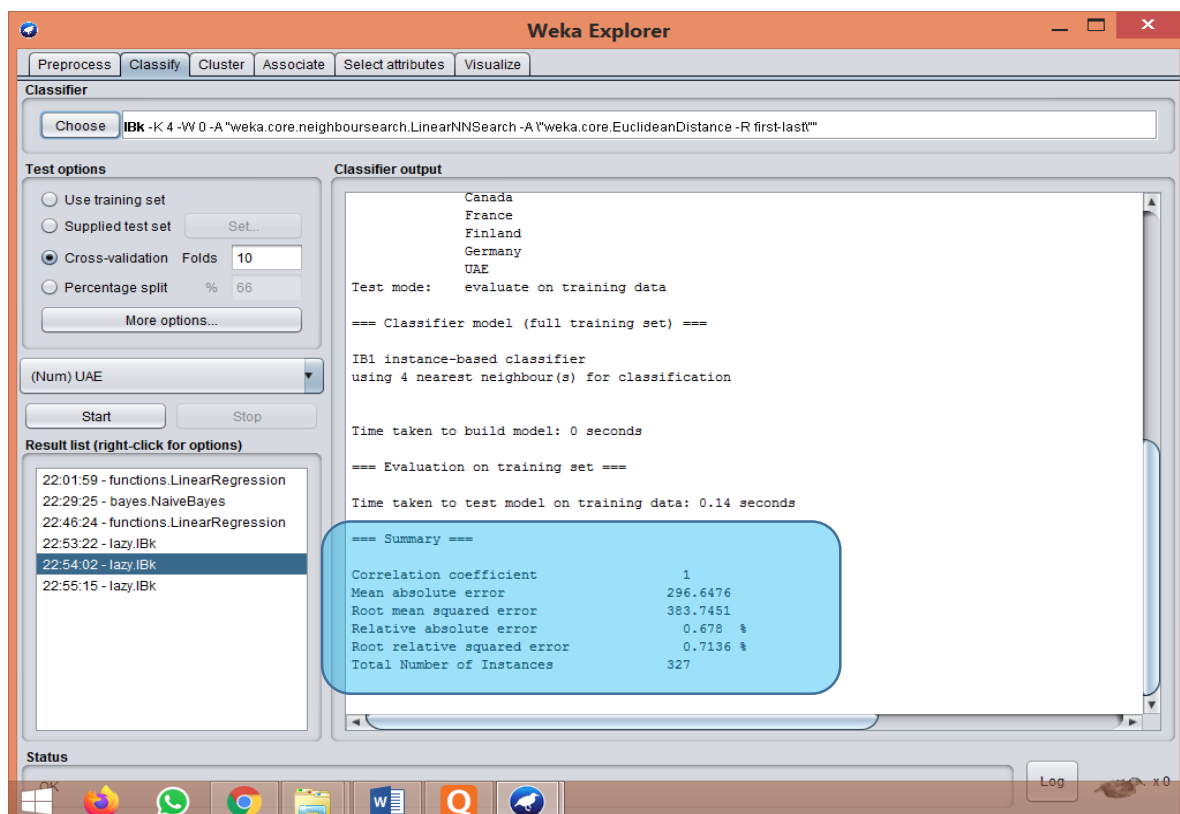 Weka Explorer
Preprocess Classify Cluster Associate Select attributes Visualize
Classifier
Choose IBk -K 4 -W 0 -A "weka.core.neighboursearch.LinearNNSearch -A \"weka.core.EuclideanDistance -R first-last\""
Test options
Use training set
Supplied test set Set...
Cross-validation Folds 10
Percentage split % 66
More options...
(Num) UAE
Start Stop
Result list (right-click for options)
22:01:59 - functions.LinearRegression
22:29:25 - bayes.NaiveBayes
22:46:24 - functions.LinearRegression
22:53:22 - lazy.IBk
22:54:02 - lazy.IBk
22:55:15 - lazy.IBk
Classifier output
Canada
France
Finland
Germany
UAE
Test mode: evaluate on training data
=== Classifier model (full training set) ===
IB1 instance-based classifier
using 4 nearest neighbour(s) for classification
Time taken to build model: 0 seconds
=== Evaluation on training set ===
Time taken to test model on training data: 0.14 seconds
=== Summary ===
Correlation coefficient 1
Mean absolute error 296.6476
Root mean squared error 383.7451
Relative absolute error 0.678 %
Root relative squared error 0.7136 %
Total Number of Instances 327
Status
OK
Log x 0